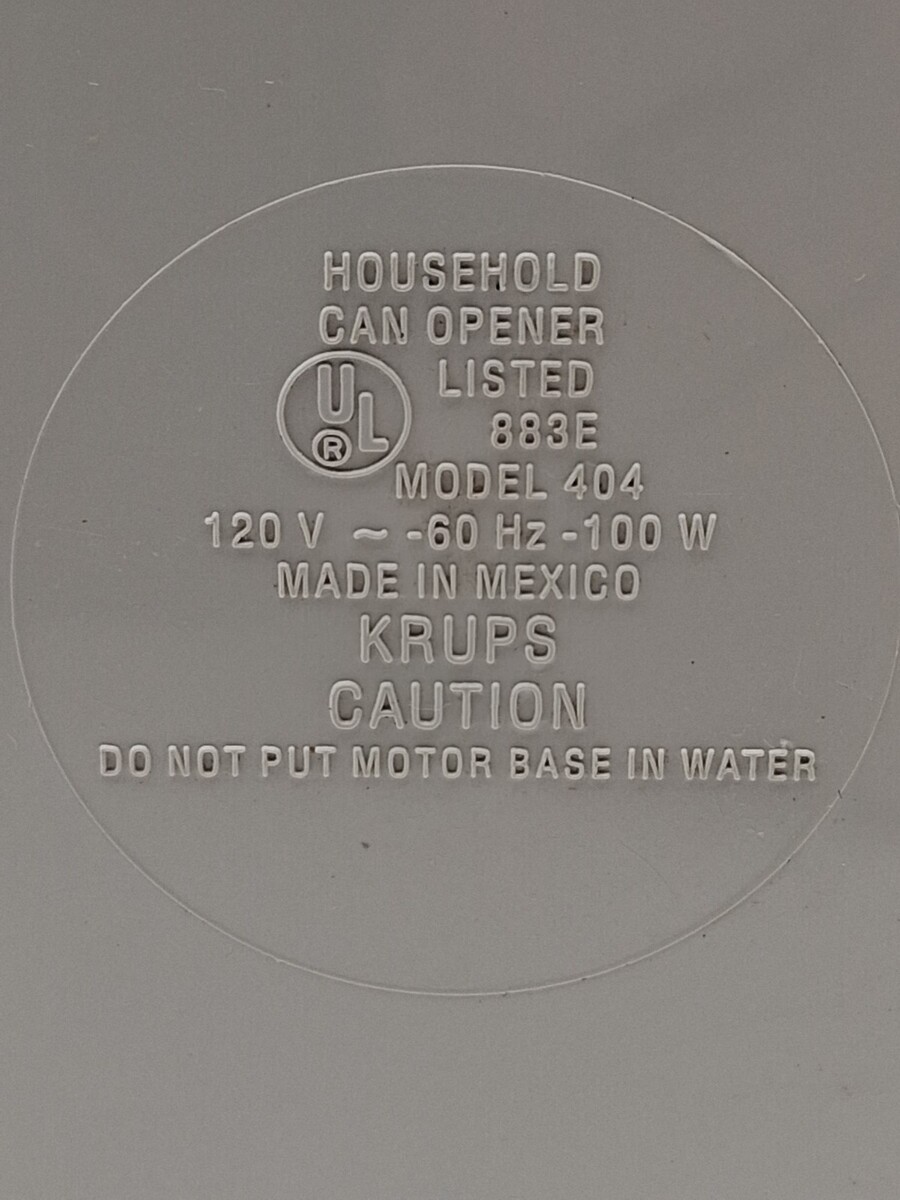 HOUSEHOLD
CAN OPENER
UL® LISTED
883E
MODEL 404
120 V ~ -60 Hz -100 W
MADE IN MEXICO
KRUPS
CAUTION
DO NOT PUT MOTOR BASE IN WATER